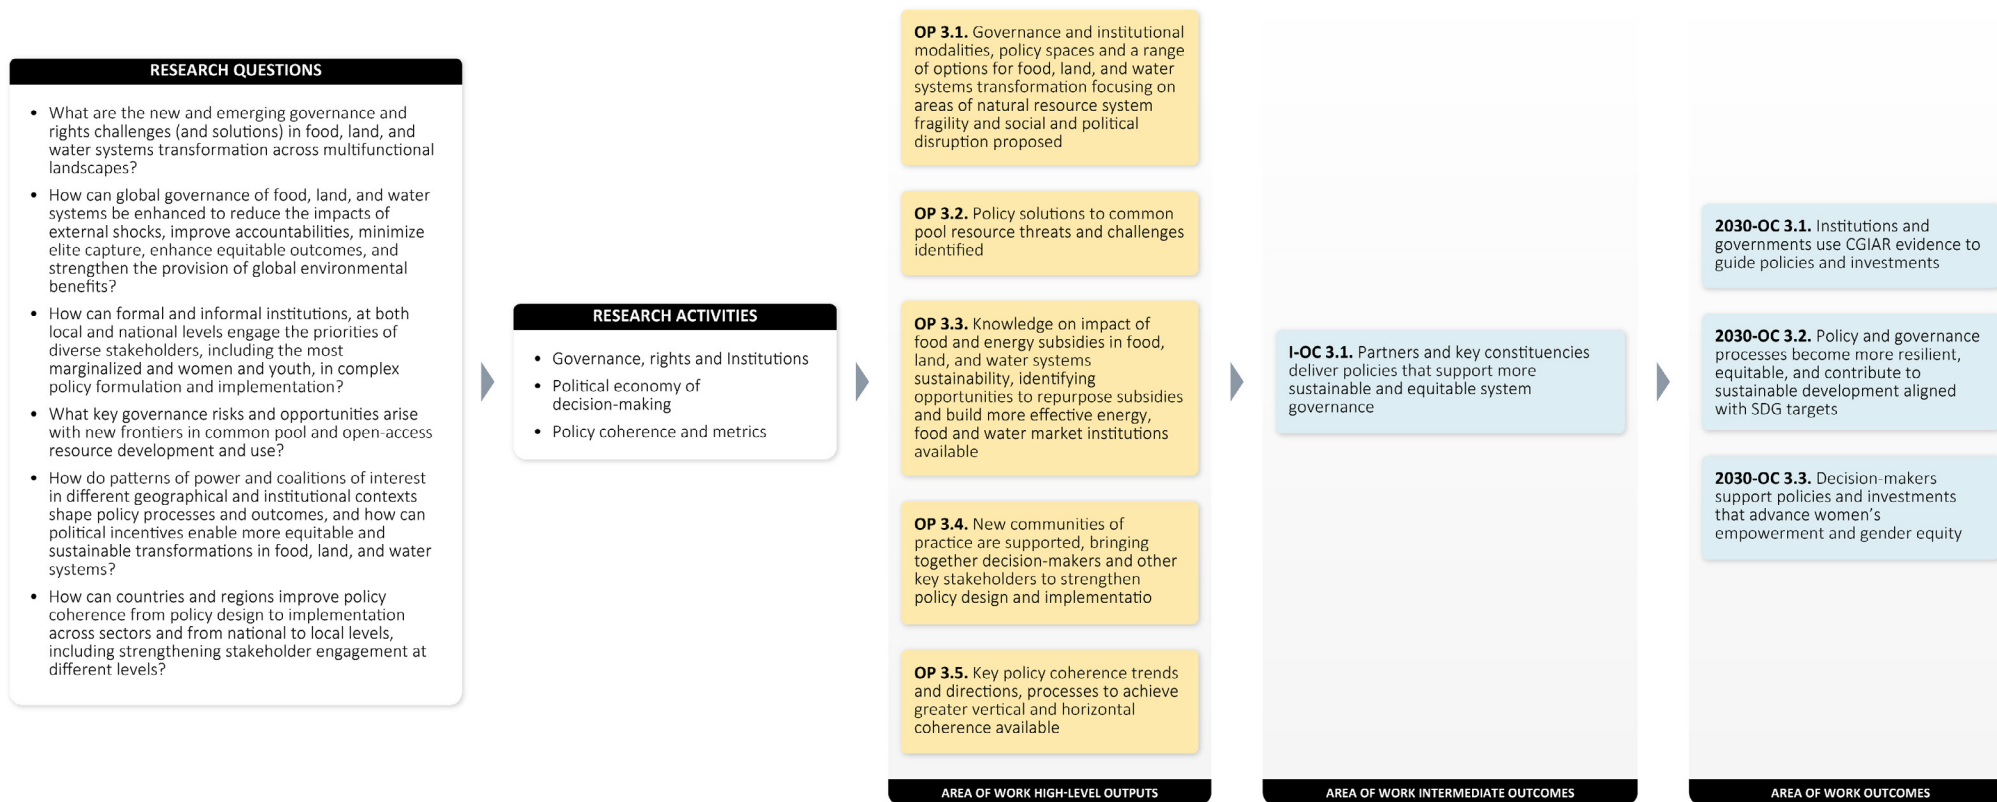 RESEARCH QUESTIONS
• What are the new and emerging governance and
rights challenges (and solutions) in food, land, and
water systems transformation across multifunctional
landscapes?
• How can global governance of food, land, and water
systems be enhanced to reduce the impacts of
external shocks, improve accountabilities, minimize
elite capture, enhance equitable outcomes, and
strengthen the provision of global environmental
benefits?
• How can formal and informal institutions, at both
local and national levels engage the priorities of
diverse stakeholders, including the most
marginalized and women and youth, in complex
policy formulation and implementation?
• What key governance risks and opportunities arise
with new frontiers in common pool and open-access
resource development and use?
• How do patterns of power and coalitions of interest
in different geographical and institutional contexts
shape policy processes and outcomes, and how can
political incentives enable more equitable and
sustainable transformations in food, land, and water
systems?
• How can countries and regions improve policy
coherence from policy design to implementation
across sectors and from national to local levels,
including strengthening stakeholder engagement at
different levels?
RESEARCH ACTIVITIES
• Governance, rights and Institutions
• Political economy of
decision-making
• Policy coherence and metrics
OP 3.1. Governance and institutional
modalities, policy spaces and a range
of options for food, land, and water
systems transformation focusing on
areas of natural resource system
fragility and social and political
disruption proposed
OP 3.2. Policy solutions to common
pool resource threats and challenges
identified
OP 3.3. Knowledge on impact of
food and energy subsidies in food,
land, and water systems
sustainability, identifying
opportunities to repurpose subsidies
and build more effective energy,
food and water market institutions
available
OP 3.4. New communities of
practice are supported, bringing
together decision-makers and other
key stakeholders to strengthen
policy design and implementatio
OP 3.5. Key policy coherence trends
and directions, processes to achieve
greater vertical and horizontal
coherence available
AREA OF WORK HIGH-LEVEL OUTPUTS
I-OC 3.1. Partners and key constituencies
deliver policies that support more
sustainable and equitable system
governance
AREA OF WORK INTERMEDIATE OUTCOMES
2030-OC 3.1. Institutions and
governments use CGIAR evidence to
guide policies and investments
2030-OC 3.2. Policy and governance
processes become more resilient,
equitable, and contribute to
sustainable development aligned
with SDG targets
2030-OC 3.3. Decision-makers
support policies and investments
that advance women's
empowerment and gender equity
AREA OF WORK OUTCOMES